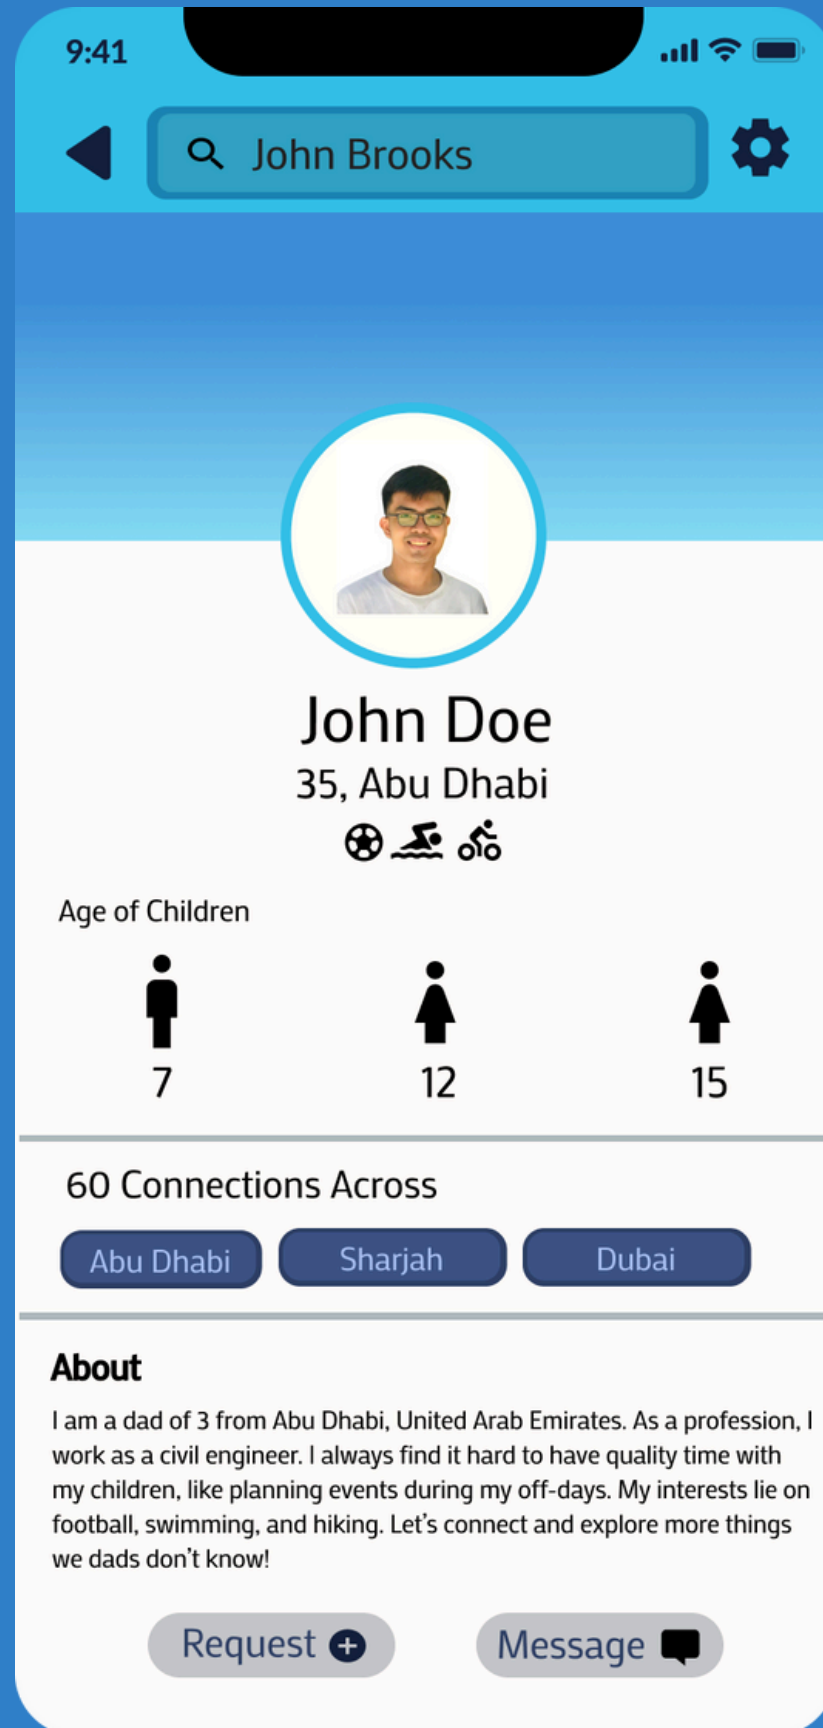 9:41
John Brooks
John Doe
35, Abu Dhabi
Age of Children
7 12 15
60 Connections Across
Abu Dhabi Sharjah Dubai
About
I am a dad of 3 from Abu Dhabi, United Arab Emirates. As a profession, I
work as a civil engineer. I always find it hard to have quality time with
my children, like planning events during my off-days. My interests lie on
football, swimming, and hiking. Let's connect and explore more things
we dads don't know!
Request Message